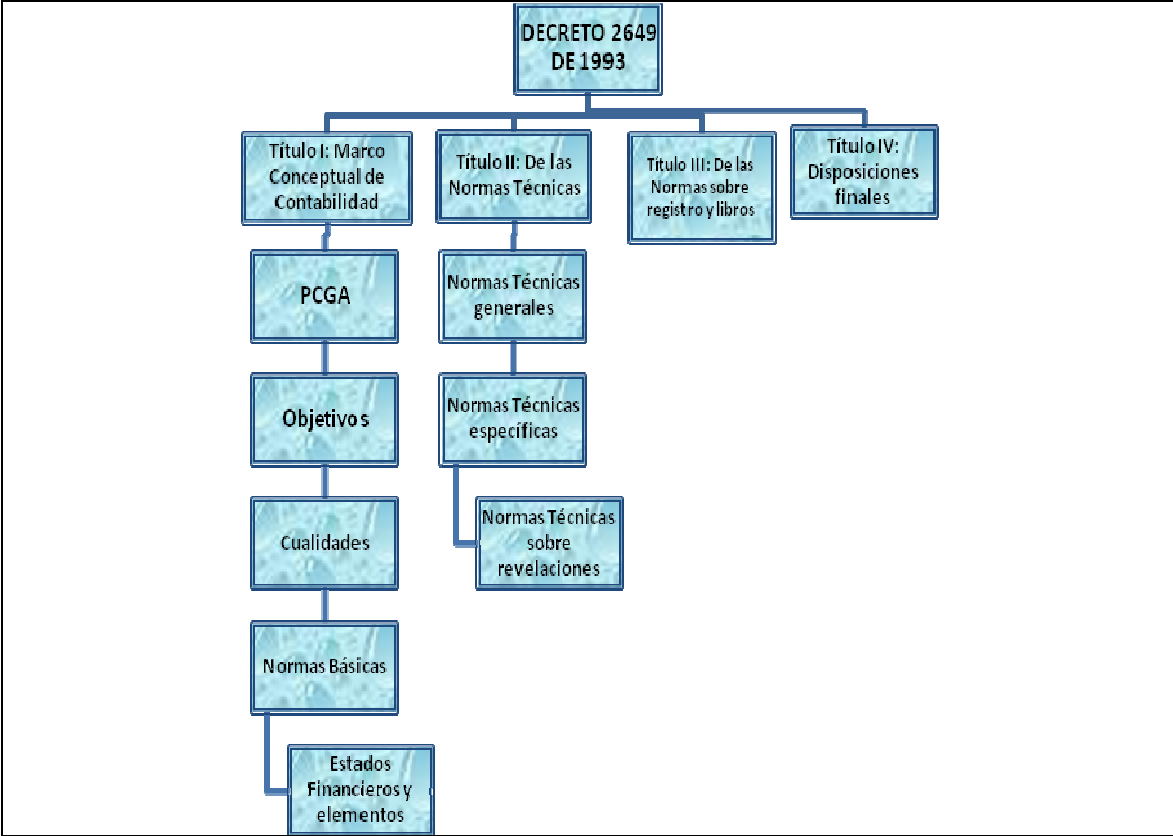 DECRETO 2649
DE 1993
Título I: Marco
Conceptual de
Contabilidad
Título II: De las
Normas Técnicas
Título III: De las
Normas sobre
registro y libros
Título IV:
Disposiciones
finales
PCGA
Normas Técnicas
generales
Objetivos
Normas Técnicas
específicas
Cualidades
Normas Técnicas
sobre
revelaciones
Normas Básicas
Estados
Financieros y
elementos